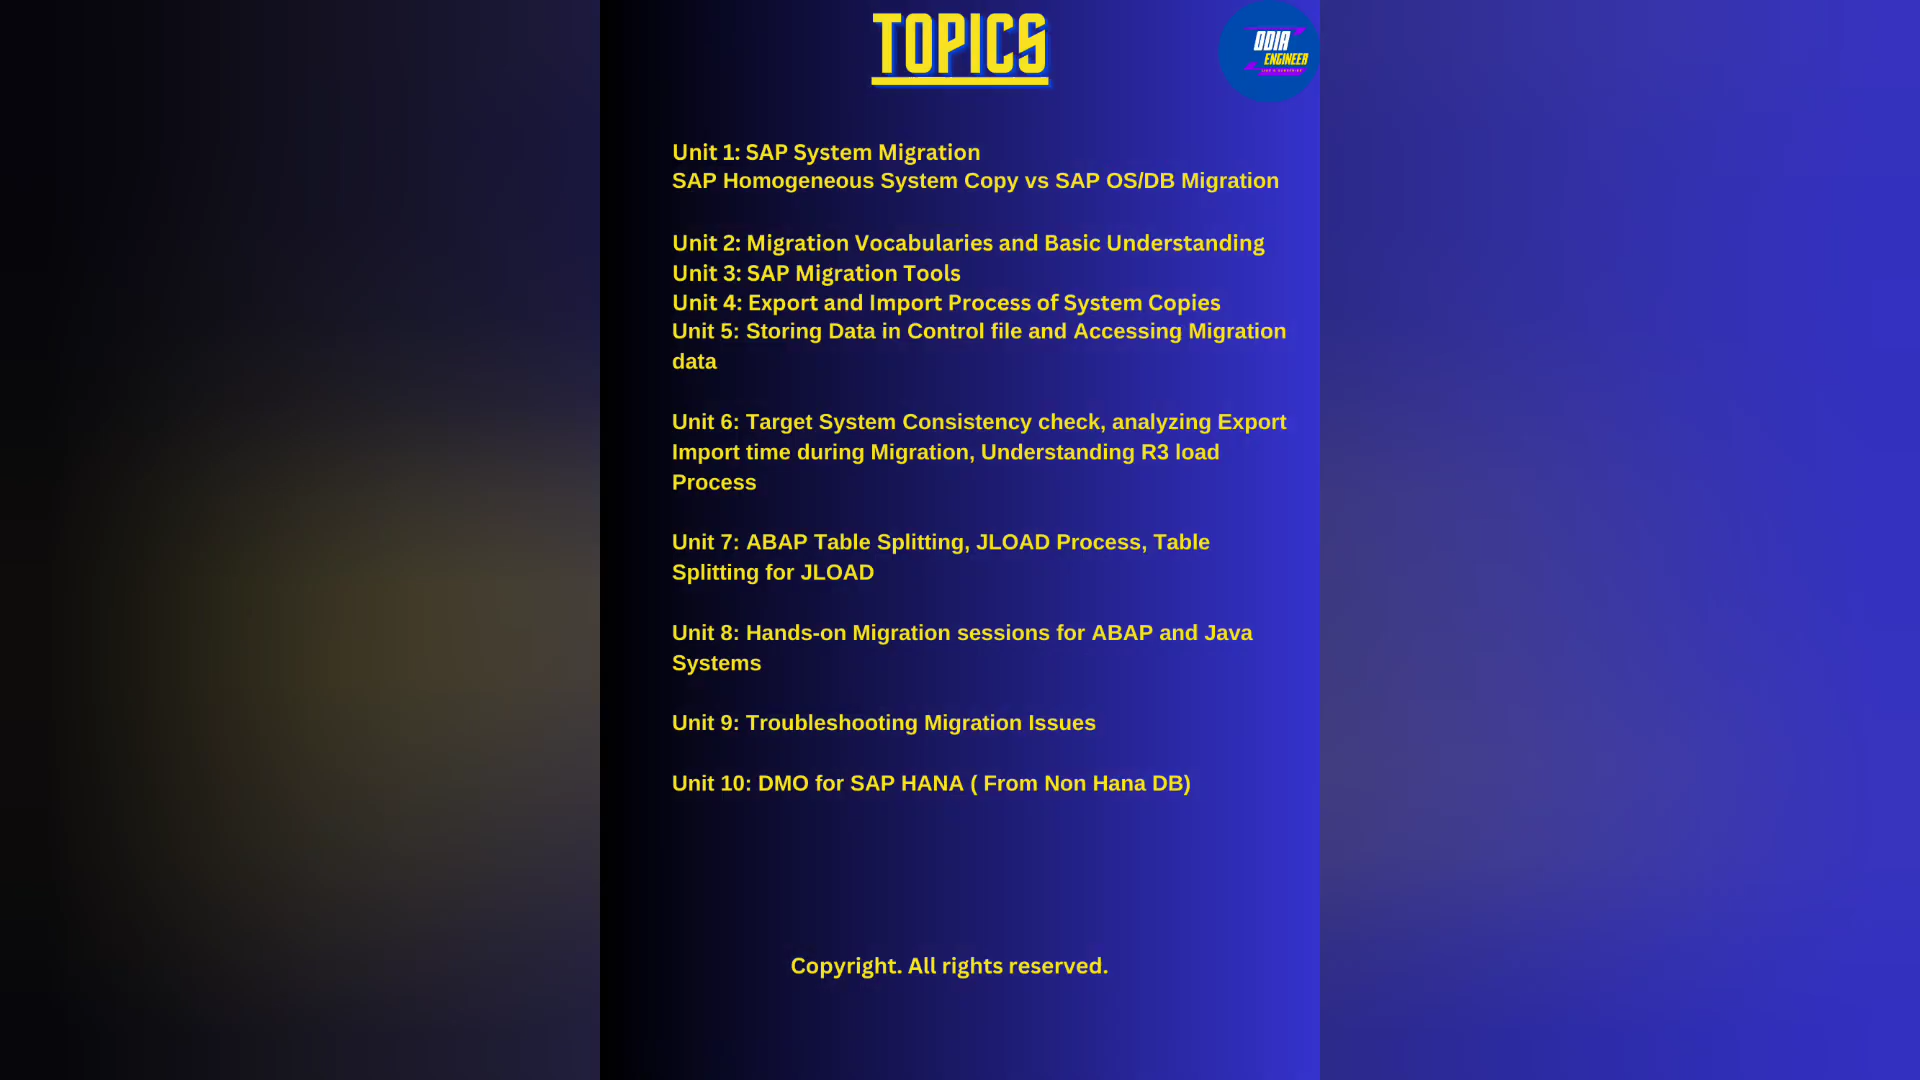 TOPICS
ODIA
ENGINEER
Unit 1: SAP System Migration
SAP Homogeneous System Copy vs SAP OS/DB Migration
Unit 2: Migration Vocabularies and Basic Understanding
Unit 3: SAP Migration Tools
Unit 4: Export and Import Process of System Copies
Unit 5: Storing Data in Control file and Accessing Migration
data
Unit 6: Target System Consistency check, analyzing Export
Import time during Migration, Understanding R3 load
Process
Unit 7: ABAP Table Splitting, JLOAD Process, Table
Splitting for JLOAD
Unit 8: Hands-on Migration sessions for ABAP and Java
Systems
Unit 9: Troubleshooting Migration Issues
Unit 10: DMO for SAP HANA ( From Non Hana DB)
Copyright. All rights reserved.